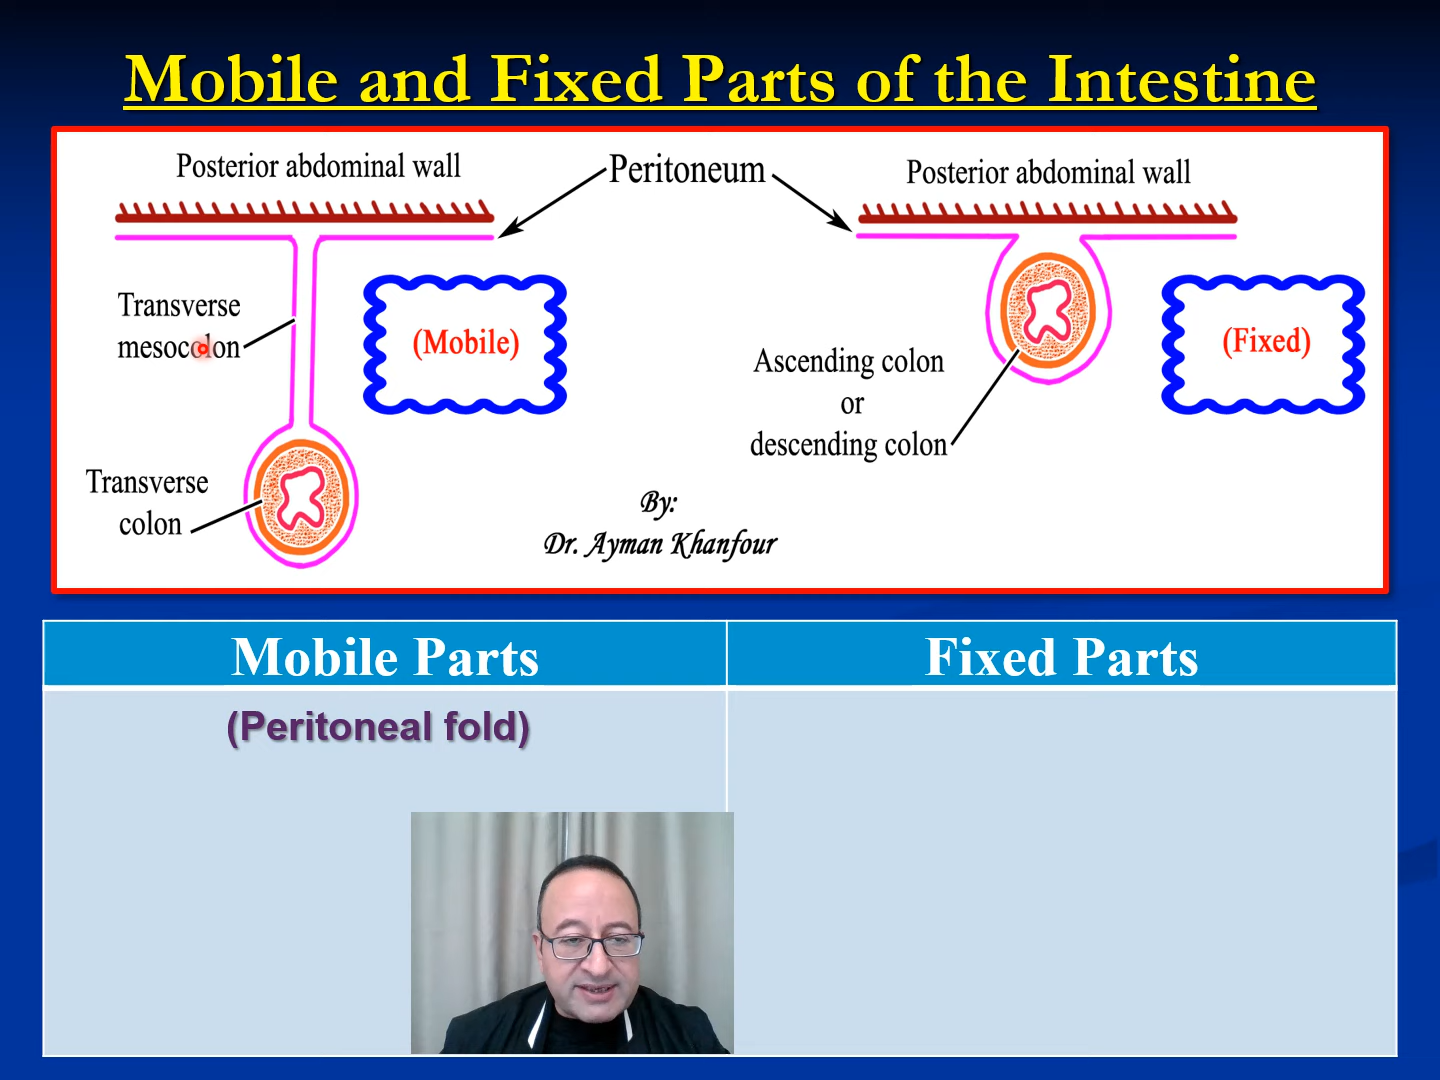 Mobile and Fixed Parts of the Intestine
Posterior abdominal wall
Peritoneum
Posterior abdominal wall
Transverse
mesocolon
(Mobile)
Transverse
colon
Ascending colon
or
descending colon
(Fixed)
By:
Dr. Ayman Khanfour
Mobile Parts
Fixed Parts
(Peritoneal fold)